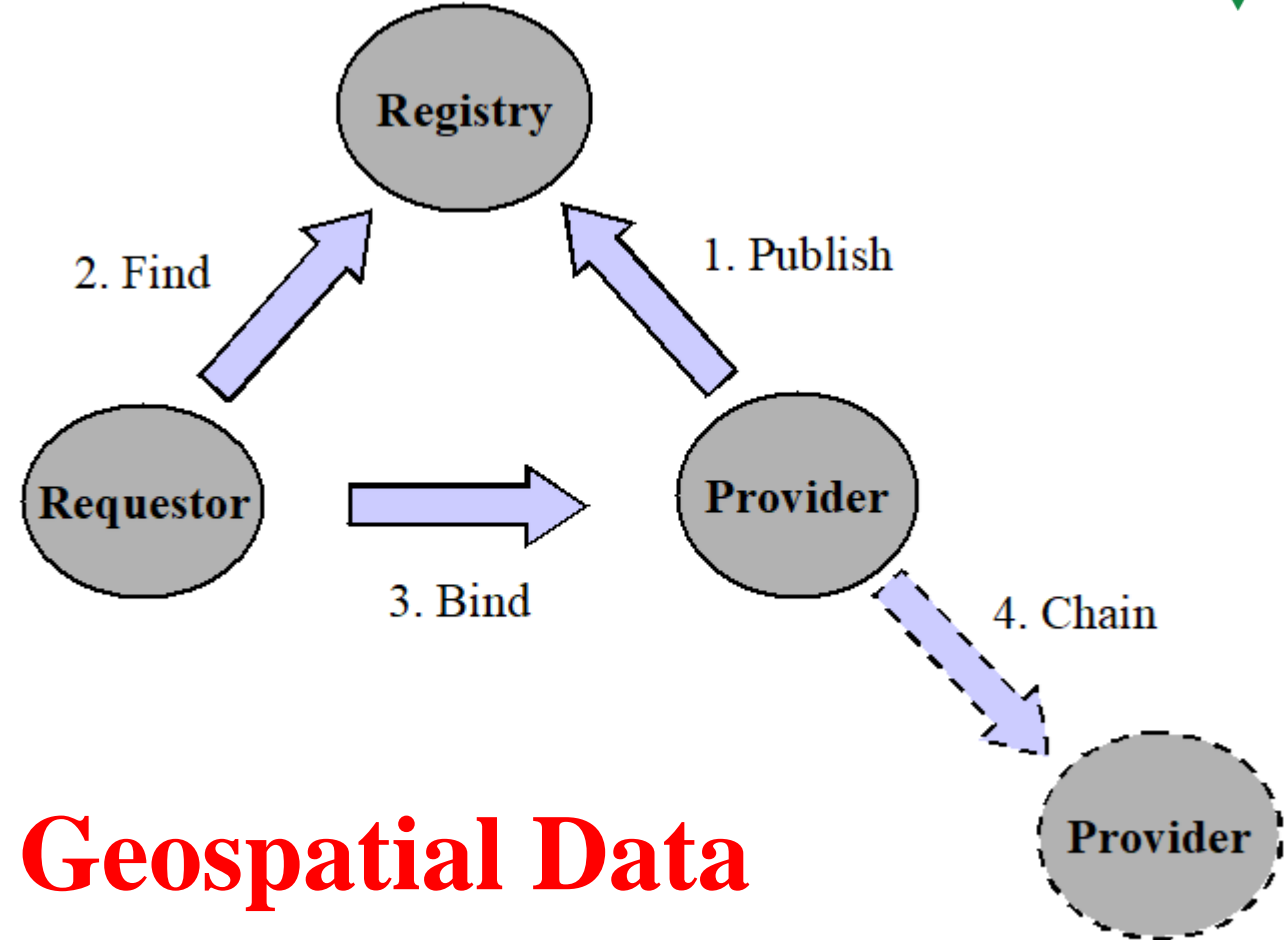 Registry
2. Find
1. Publish
Requestor
Provider
3. Bind
4. Chain
Provider
Geospatial Data